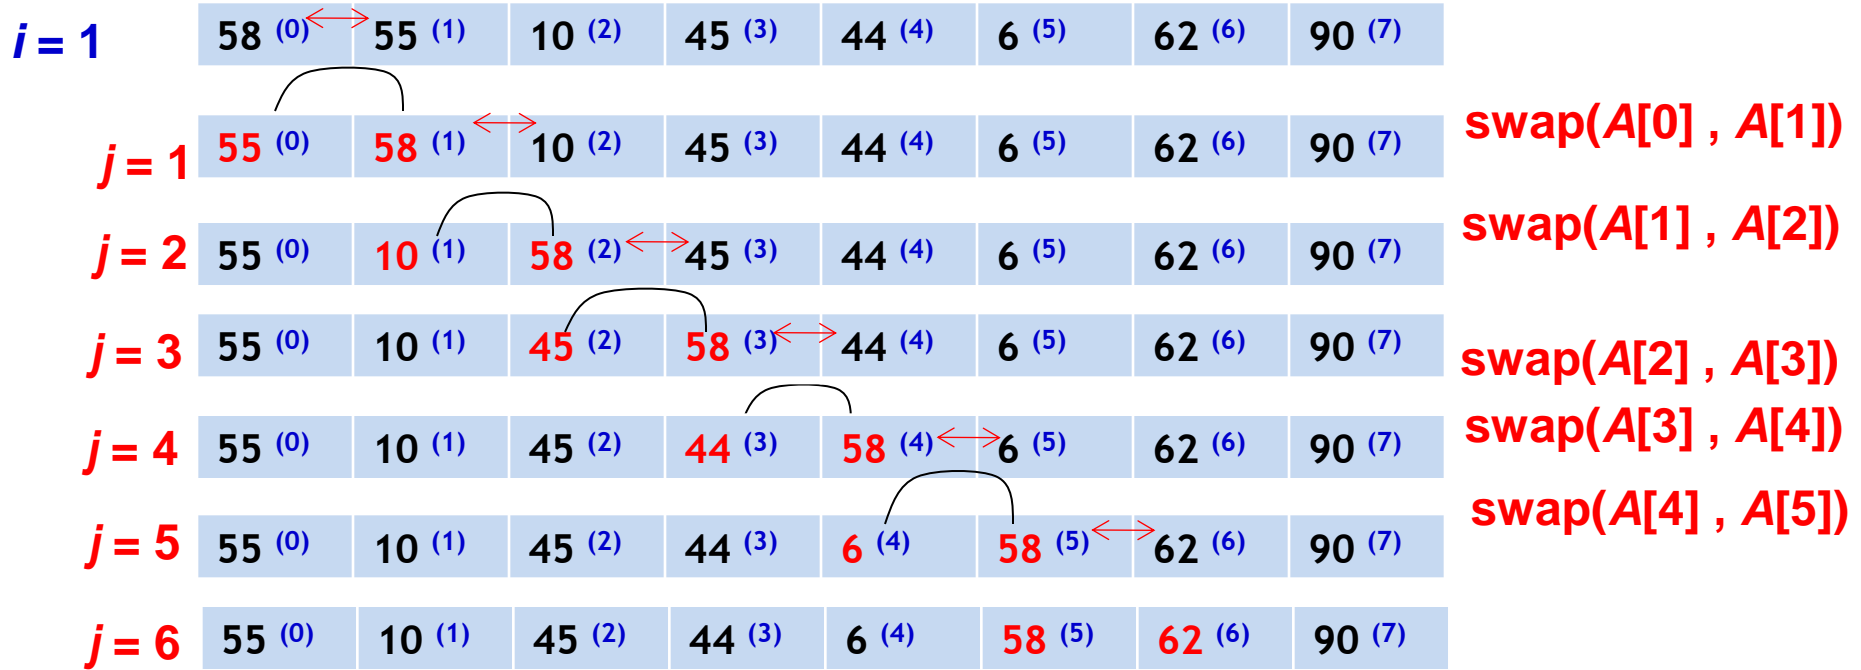 i = 1 58 (0) 55 (1) 10 (2) 45 (3) 44 (4) 6 (5) 62 (6) 90 (7)
j = 1 55 (0) 58 (1) 10 (2) 45 (3) 44 (4) 6 (5) 62 (6) 90 (7) swap(A[0] , A[1])
j = 2 55 (0) 10 (1) 58 (2) 45 (3) 44 (4) 6 (5) 62 (6) 90 (7) swap(A[1] , A[2])
j = 3 55 (0) 10 (1) 45 (2) 58 (3) 44 (4) 6 (5) 62 (6) 90 (7) swap(A[2] , A[3])
j = 4 55 (0) 10 (1) 45 (2) 44 (3) 58 (4) 6 (5) 62 (6) 90 (7) swap(A[3] , A[4])
j = 5 55 (0) 10 (1) 45 (2) 44 (3) 6 (4) 58 (5) 62 (6) 90 (7) swap(A[4] , A[5])
j = 6 55 (0) 10 (1) 45 (2) 44 (3) 6 (4) 58 (5) 62 (6) 90 (7)